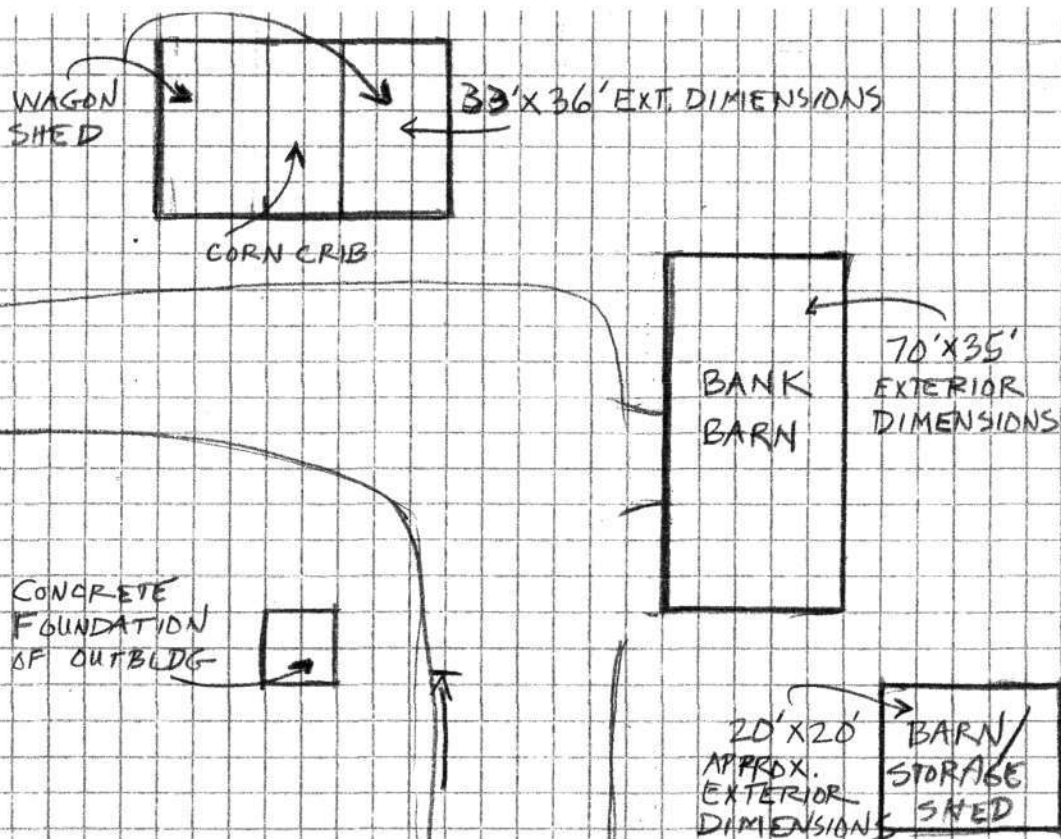 WAGON
SHED
33'X36' EXT. DIMENSIONS
CORN CRIB
BANK
BARN
70'X35'
EXTERIOR
DIMENSIONS
CONCRETE
FOUNDATION
OF OUTBLDG
20'X20'
APPROX.
EXTERIOR
DIMENSIONS
BARN/
STORAGE
SHED